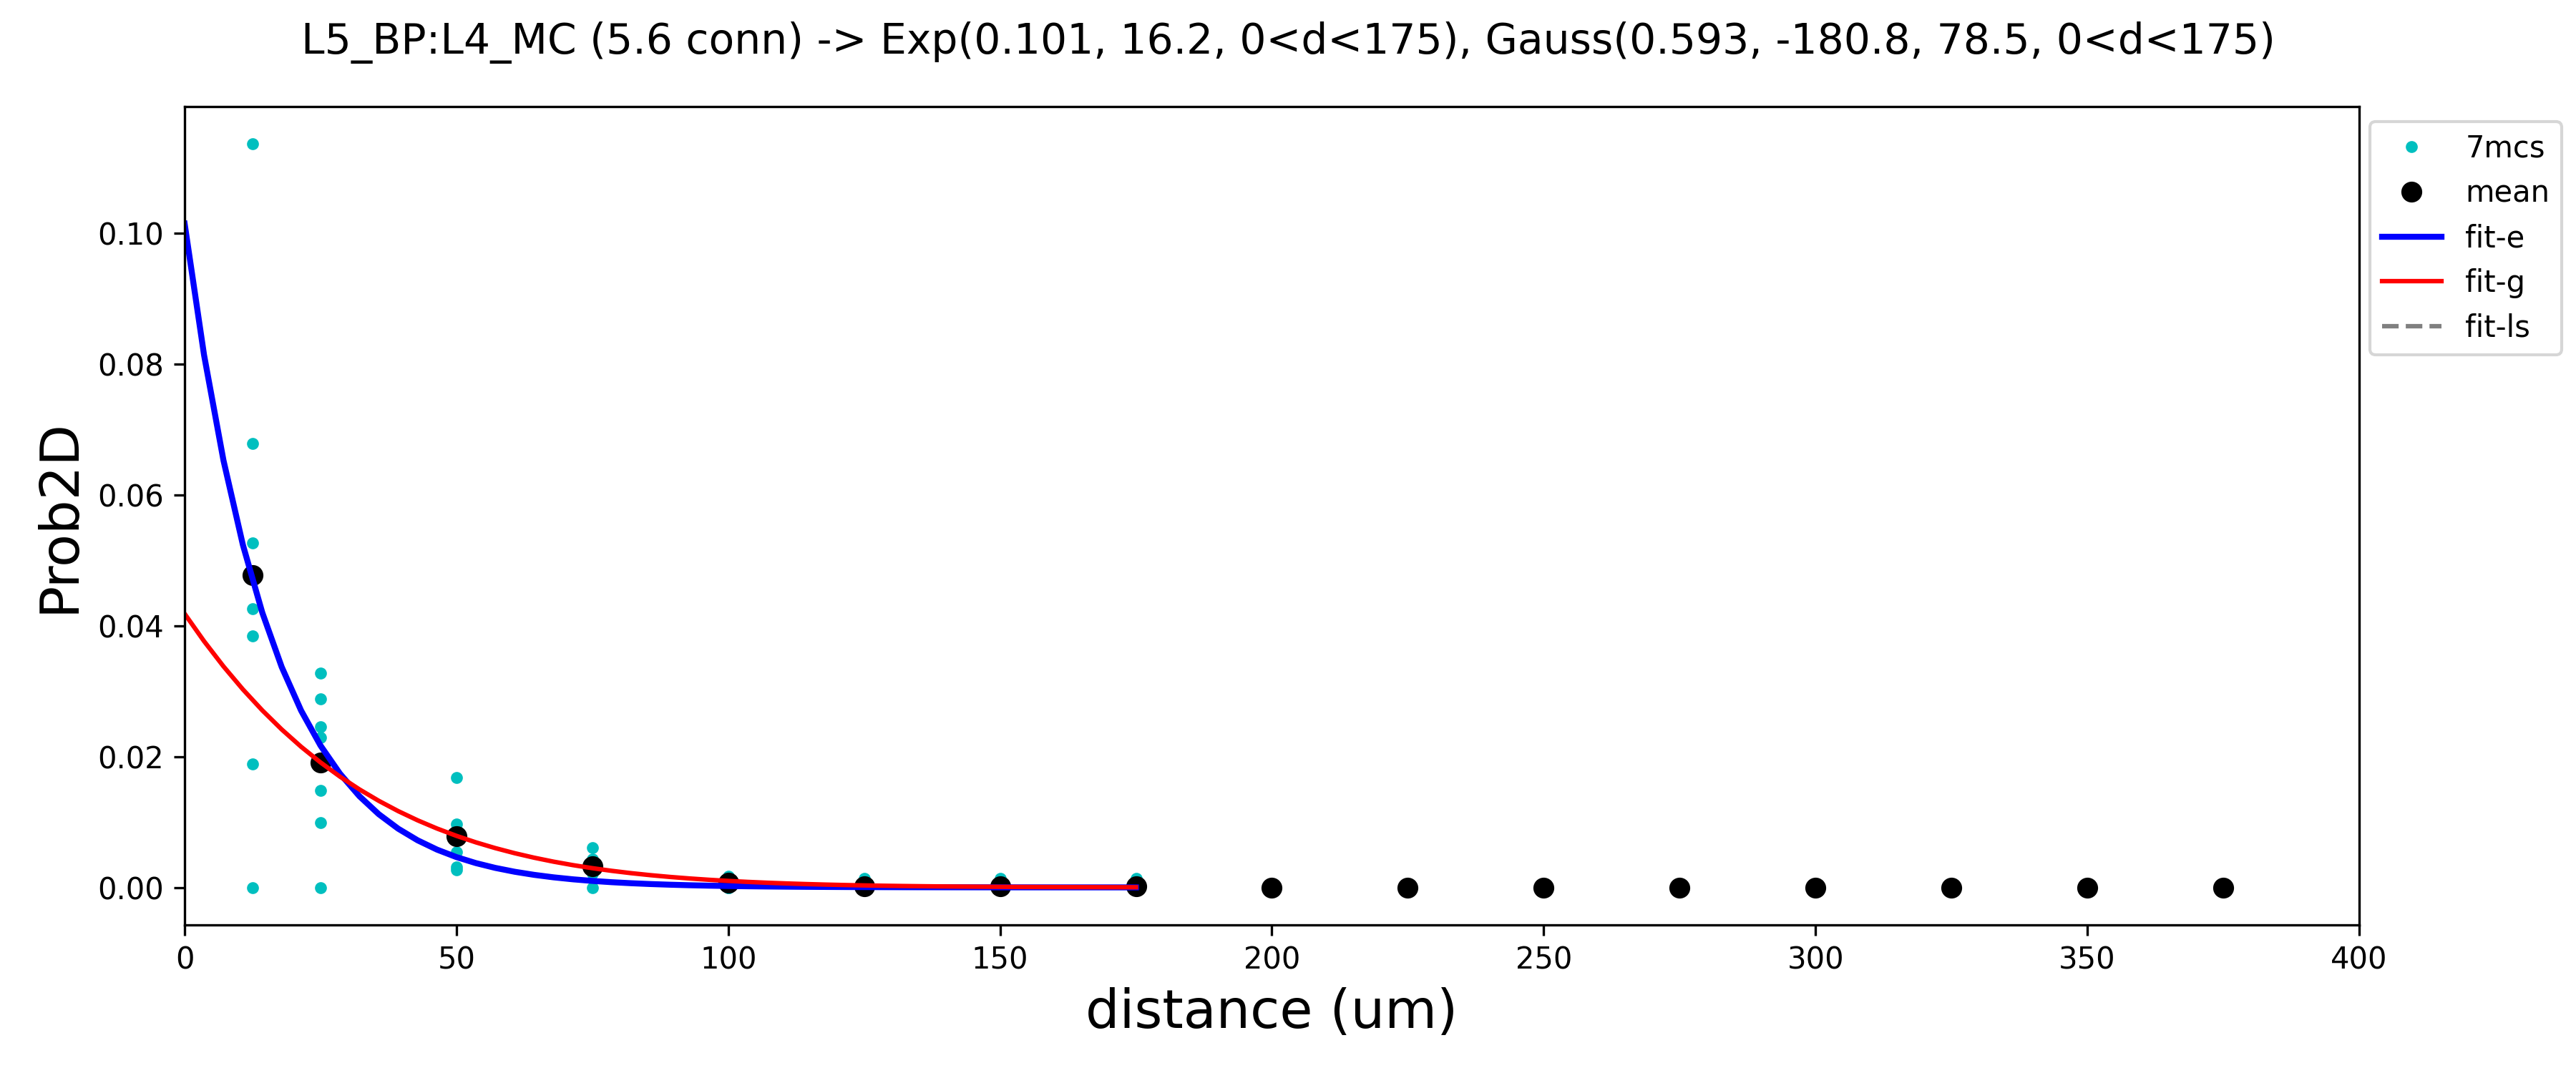 L5_BP:L4_MC (5.6 conn) -> Exp(0.101, 16.2, 0<d<175), Gauss(0.593, -180.8, 78.5, 0<d<175)
7mcs
mean
fit-e
fit-g
fit-ls
Prob2D
0.10
0.08
0.06
0.04
0.02
0.00
0 50 100 150 200 250 300 350 400
distance (um)